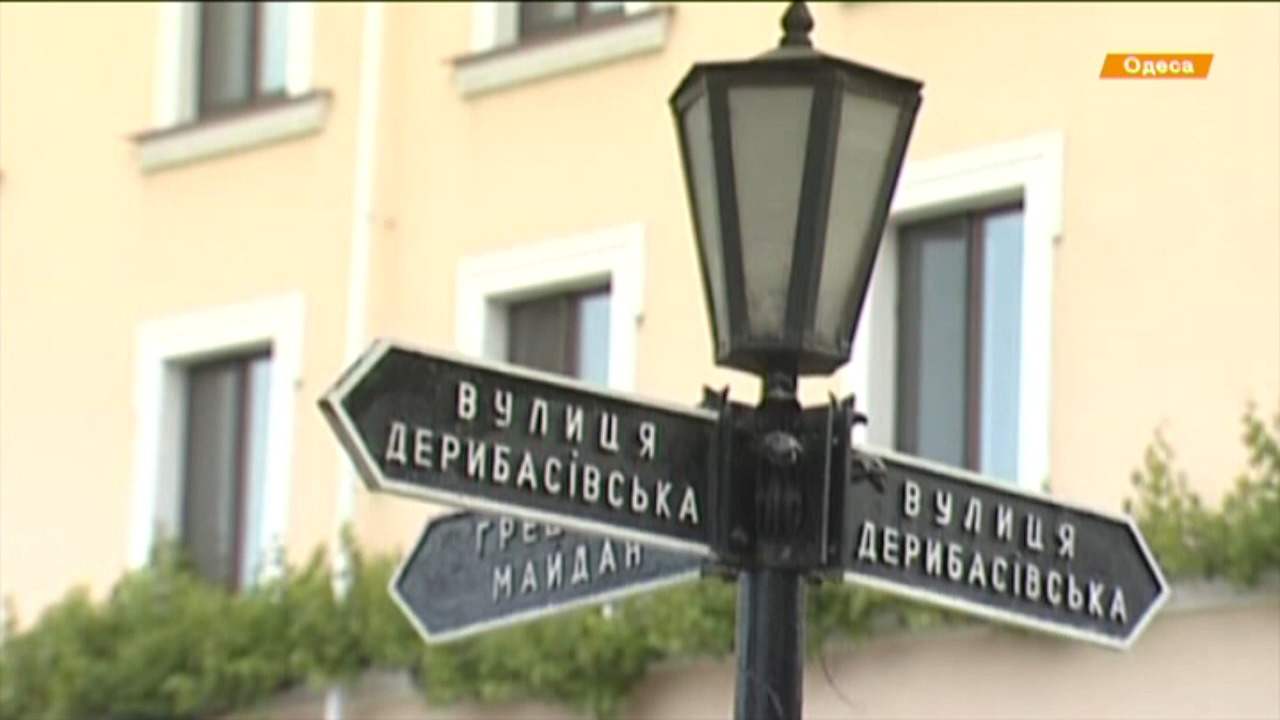 Одеса
ВУЛИЦЯ
ДЕРИБАСІВСЬКА
ВУЛИЦЯ
ДЕРИБАСІВСЬКА
МАЙДАН